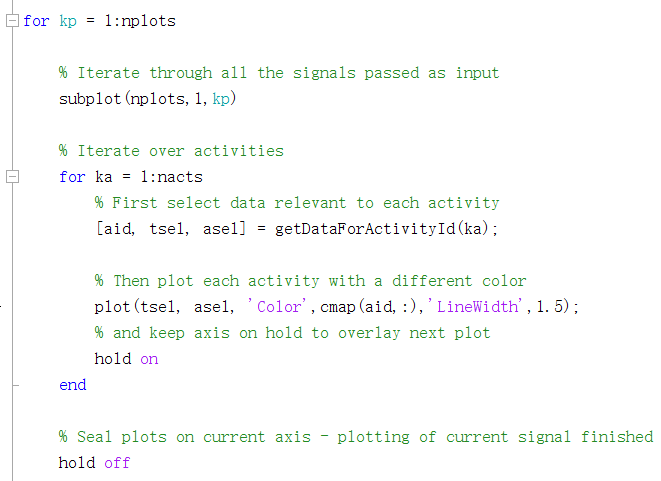 for kp = 1:nplots
% Iterate through all the signals passed as input
subplot(nplots,1,kp)
% Iterate over activities
for ka = 1:nacts
% First select data relevant to each activity
[aid, tsel, asel] = getDataForActivityId(ka);
% Then plot each activity with a different color
plot(tsel, asel, 'Color',cmap(aid,:),'LineWidth',1.5);
% and keep axis on hold to overlay next plot
hold on
end
% Seal plots on current axis - plotting of current signal finished
hold off